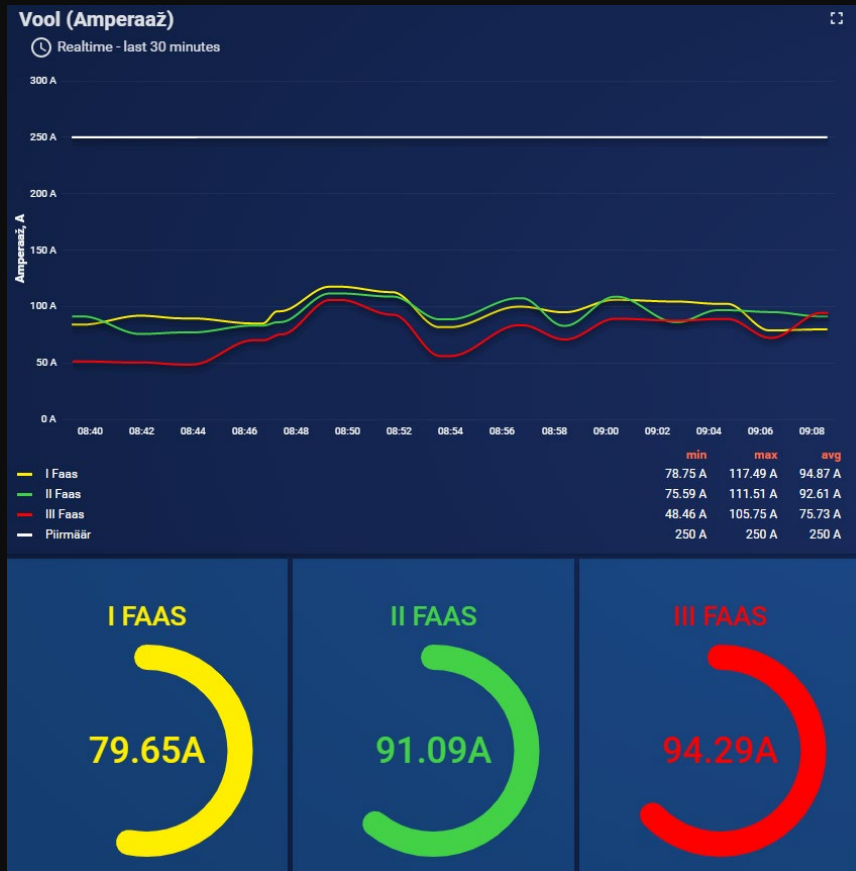 Vool (Amperaaž)
Realtime - last 30 minutes
300 A
250 A
200 A
150 A
100 A
50 A
0 A
Amperaaž, A
08:40 08:42 08:44 08:46 08:48 08:50 08:52 08:54 08:56 08:58 09:00 09:02 09:04 09:06 09:08
min max avg
I Faas 78.75 A 117.49 A 94.87 A
II Faas 75.59 A 111.51 A 92.61 A
III Faas 48.46 A 105.75 A 75.73 A
Piirmäär 250 A 250 A 250 A
I FAAS
79.65A
II FAAS
91.09A
III FAAS
94.29A